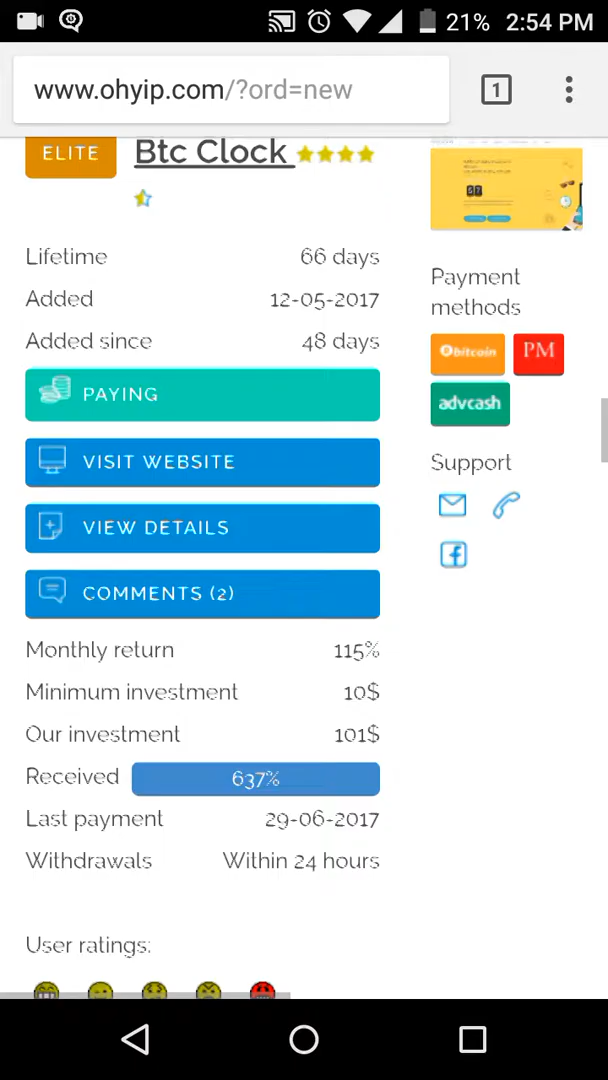 21% 2:54 PM
www.ohyip.com/?ord=new
1
ELITE
Btc Clock
Lifetime 66 days
Added 12-05-2017
Added since 48 days
PAYING
VISIT WEBSITE
VIEW DETAILS
COMMENTS (2)
Monthly return 115%
Minimum investment 10$
Our investment 101$
Received 637%
Last payment 29-06-2017
Withdrawals Within 24 hours
User ratings:
Payment
methods
bitcoin PM
advcash
Support